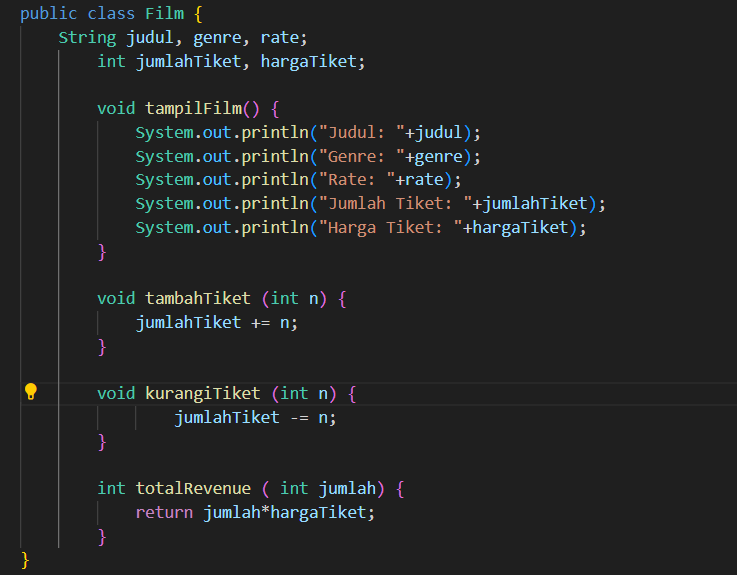 public class Film {
    String judul, genre, rate;
        int jumlahTiket, hargaTiket;

        void tampilFilm() {
            System.out.println("Judul: "+judul);
            System.out.println("Genre: "+genre);
            System.out.println("Rate: "+rate);
            System.out.println("Jumlah Tiket: "+jumlahTiket);
            System.out.println("Harga Tiket: "+hargaTiket);
        }

        void tambahTiket (int n) {
            jumlahTiket += n;
        }

        void kurangiTiket (int n) {
                jumlahTiket -= n;
        }

        int totalRevenue ( int jumlah) {
            return jumlah*hargaTiket;
        }
}